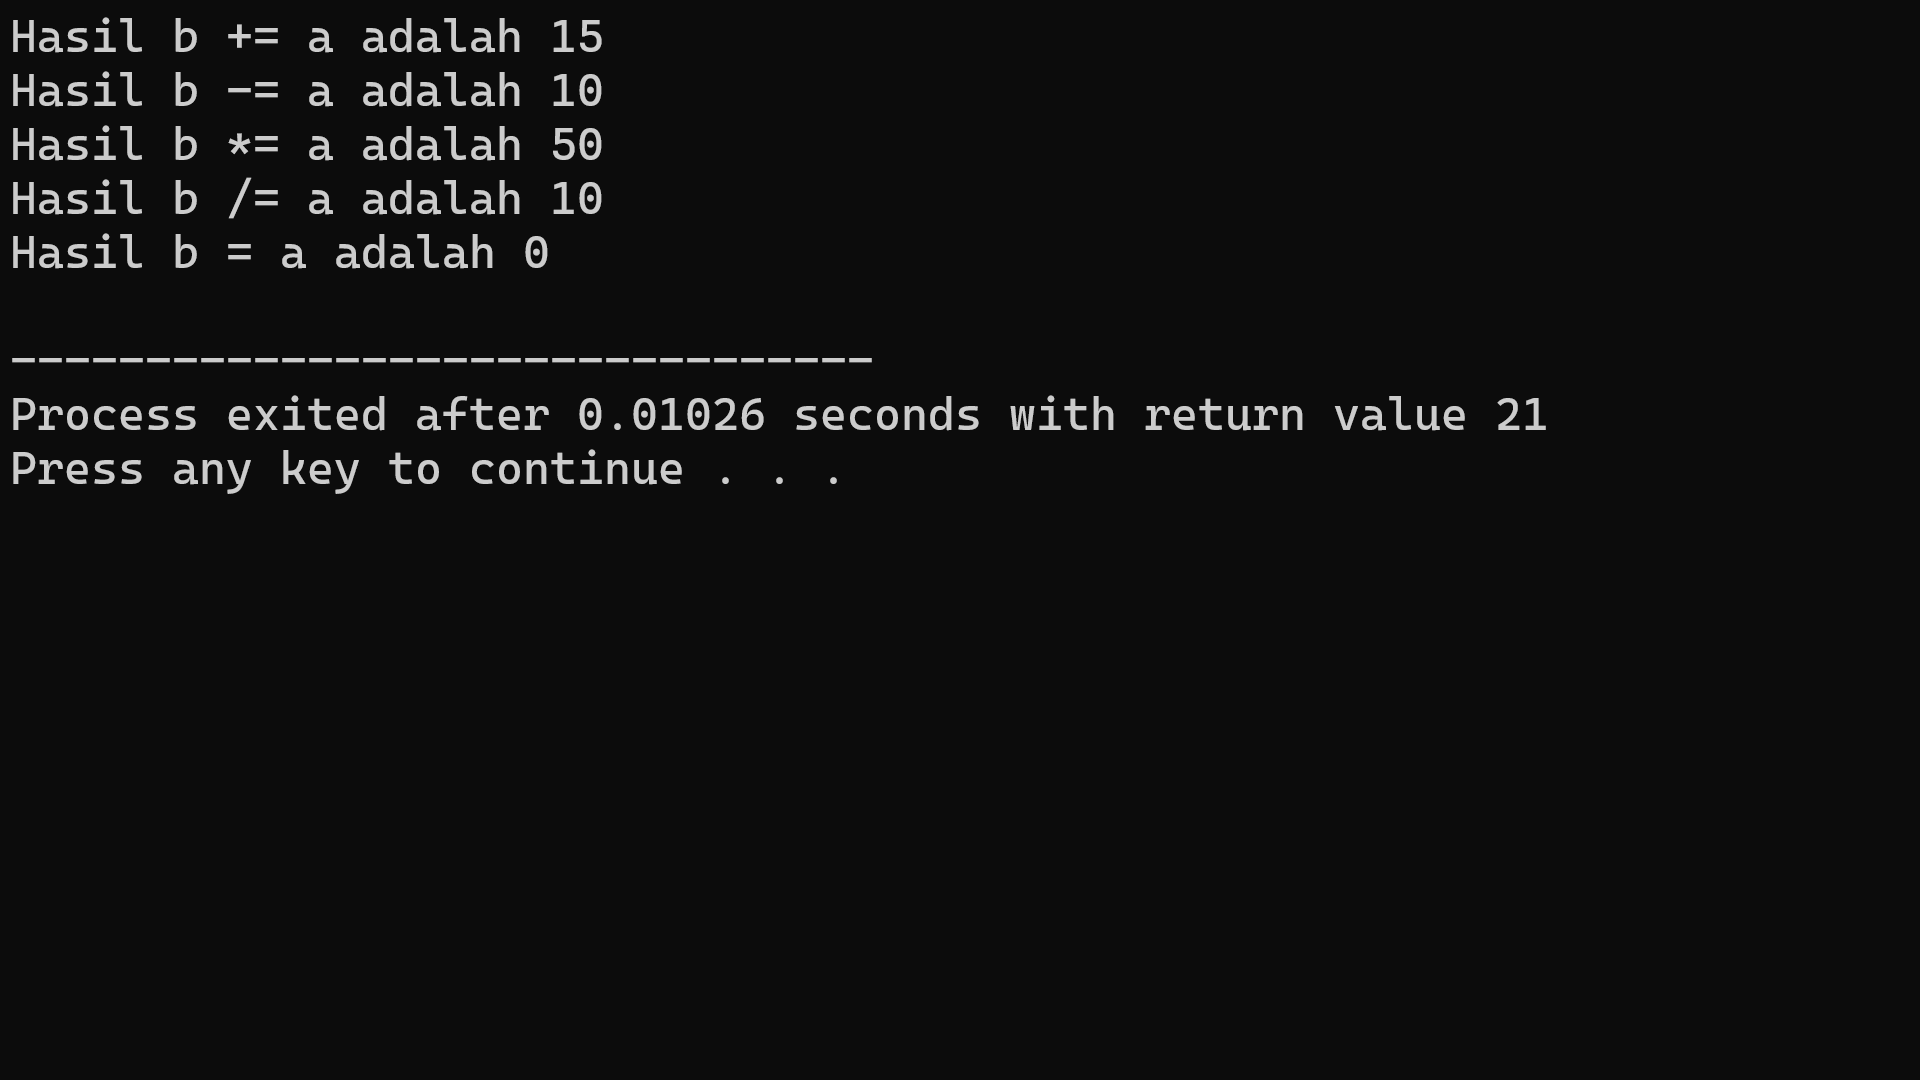 Hasil b += a adalah 15
Hasil b -= a adalah 10
Hasil b *= a adalah 50
Hasil b /= a adalah 10
Hasil b = a adalah 0
--------------------------------
Process exited after 0.01026 seconds with return value 21
Press any key to continue . . .